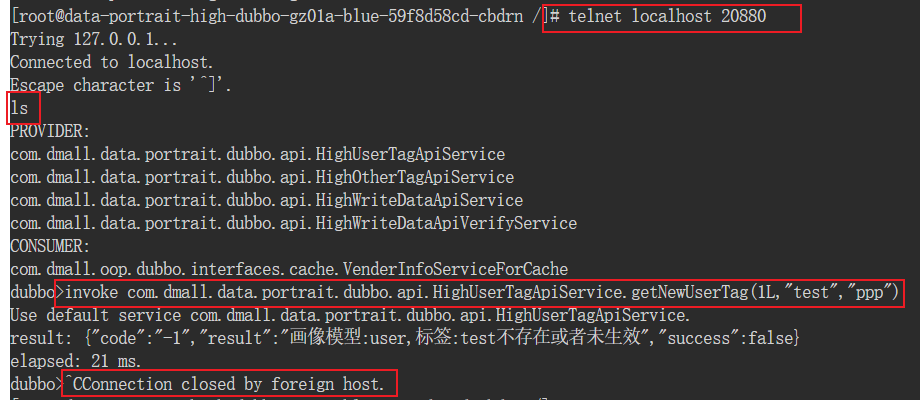 [root@data-portrait-high-dubbo-gz01a-blue-59f8d58cd-cbdrn /]# telnet localhost 20880
Trying 127.0.0.1...
Connected to localhost.
Escape character is '^]'.
ls
PROVIDER:
com.dmall.data.portrait.dubbo.api.HighUserTagApiService
com.dmall.data.portrait.dubbo.api.HighOtherTagApiService
com.dmall.data.portrait.dubbo.api.HighWriteDataApiService
com.dmall.data.portrait.dubbo.api.HighWriteDataApiVerifyService
CONSUMER:
com.dmall.oop.dubbo.interfaces.cache.VenderInfoServiceForCache
dubbo>invoke com.dmall.data.portrait.dubbo.api.HighUserTagApiService.getNewUserTag(1L,"test","ppp")
Use default service com.dmall.data.portrait.dubbo.api.HighUserTagApiService.
result: {"code":"-1","result":"画像模型:user,标签:test不存在或者未生效","success":false}
elapsed: 21 ms.
dubbo>^CConnection closed by foreign host.